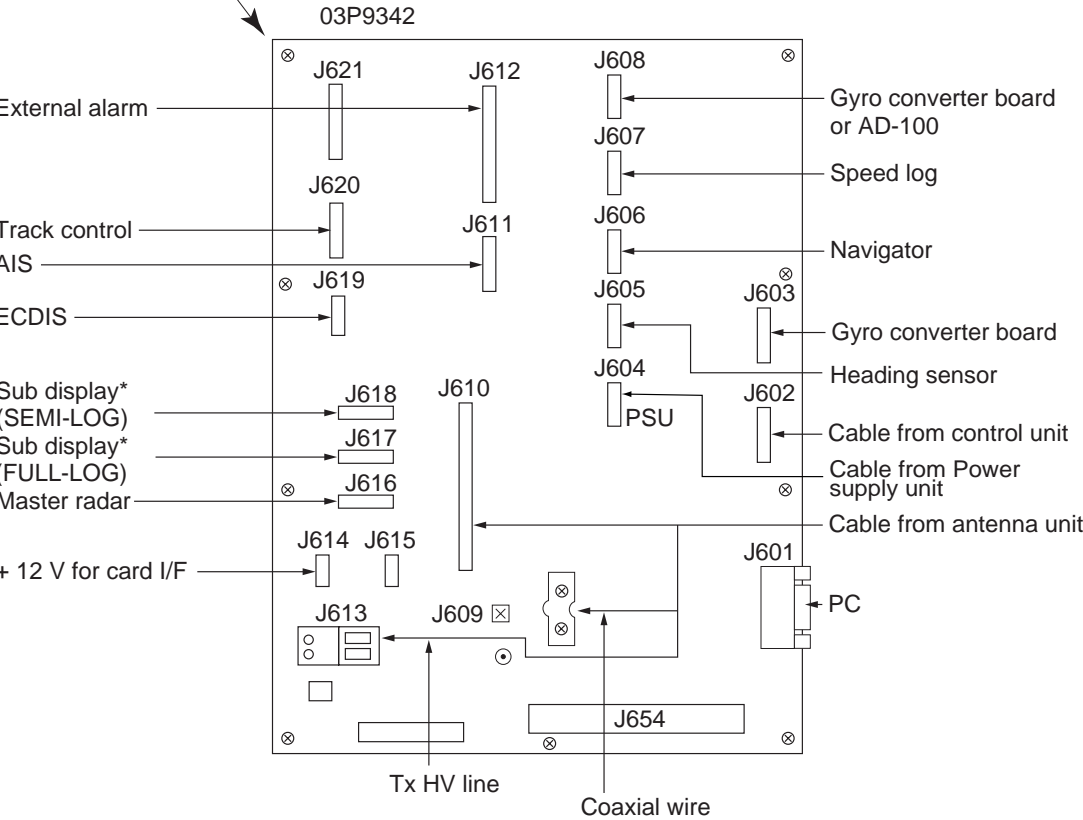 03P9342
J621
J612
J608
External alarm
Gyro converter board
or AD-100
J607
Speed log
J620
J606
Track control
J611
Navigator
AIS
J619
J605
J603
ECDIS
Gyro converter board
Heading sensor
J604
J602
PSU
Sub display*
(SEMI-LOG)
J618
J610
Cable from control unit
Sub display*
(FULL-LOG)
J617
Cable from Power
supply unit
Master radar
J616
Cable from antenna unit
J614
J615
J601
+ 12 V for card I/F
PC
J613
J609
J654
Tx HV line
Coaxial wire